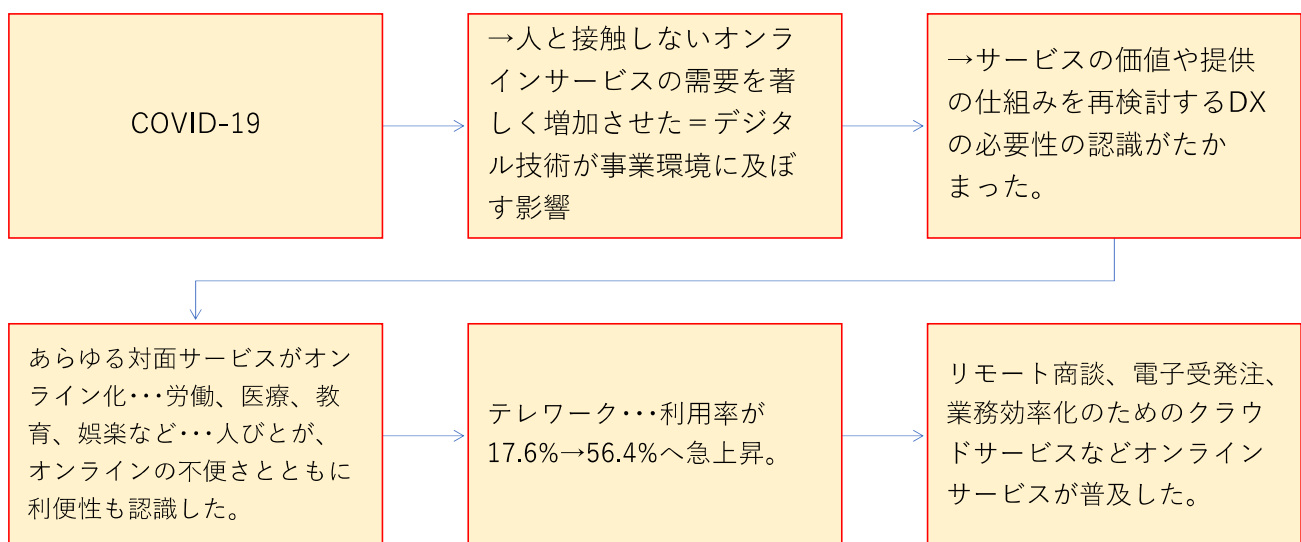 COVID-19
→人と接触しないオンラ
インサービスの需要を著
しく増加させた＝デジタ
ル技術が事業環境に及ぼ
す影響
→サービスの価値や提供
の仕組みを再検討するDX
の必要性の認識がたか
まった。
あらゆる対面サービスがオン
ライン化･･･労働、医療、教
育、娯楽など･･･人びとが、
オンラインの不便さとともに
利便性も認識した。
テレワーク･･･利用率が
17.6%→56.4%へ急上昇。
リモート商談、電子受発注、
業務効率化のためのクラウ
ドサービスなどオンライン
サービスが普及した。